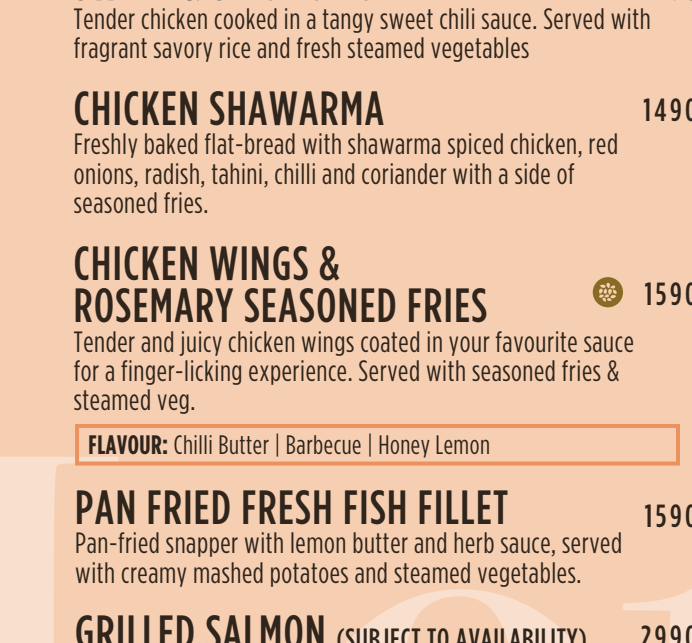 Tender chicken cooked in a tangy sweet chili sauce. Served with
fragrant savory rice and fresh steamed vegetables
CHICKEN SHAWARMA 1490
Freshly baked flat-bread with shawarma spiced chicken, red
onions, radish, tahini, chilli and coriander with a side of
seasoned fries.
CHICKEN WINGS &
ROSEMARY SEASONED FRIES 1590
Tender and juicy chicken wings coated in your favourite sauce
for a finger-licking experience. Served with seasoned fries &
steamed veg.
FLAVOUR: Chilli Butter | Barbecue | Honey Lemon
PAN FRIED FRESH FISH FILLET 1590
Pan-fried snapper with lemon butter and herb sauce, served
with creamy mashed potatoes and steamed vegetables.
GRILLED SALMON (SUBJECT TO AVAILABILITY) 2990